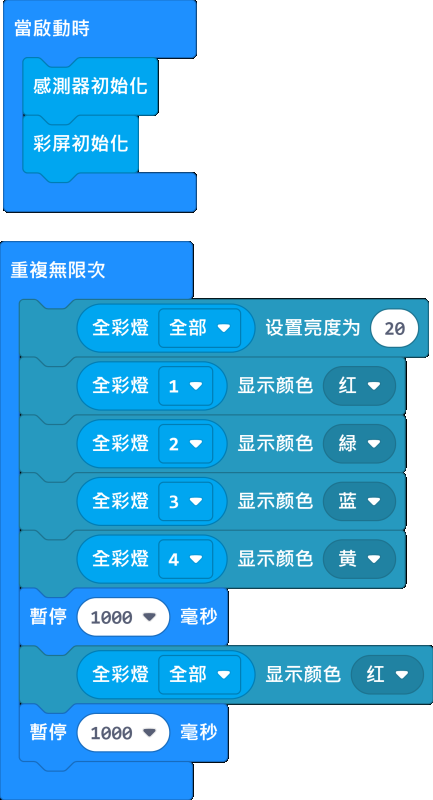 當啟動時
感測器初始化
彩屏初始化
重複無限次
全彩燈 全部 设置亮度为 20
全彩燈 1 显示颜色 红
全彩燈 2 显示颜色 緑
全彩燈 3 显示颜色 蓝
全彩燈 4 显示颜色 黄
暫停 1000 毫秒
全彩燈 全部 显示颜色 红
暫停 1000 毫秒